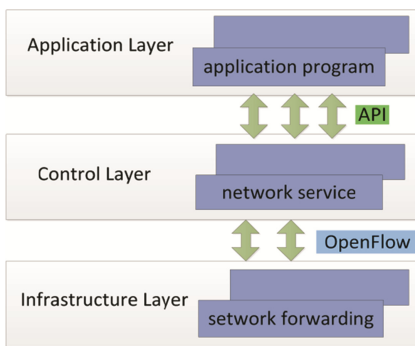 Application Layer
application program
API
Control Layer
network service
OpenFlow
Infrastructure Layer
setwork forwarding